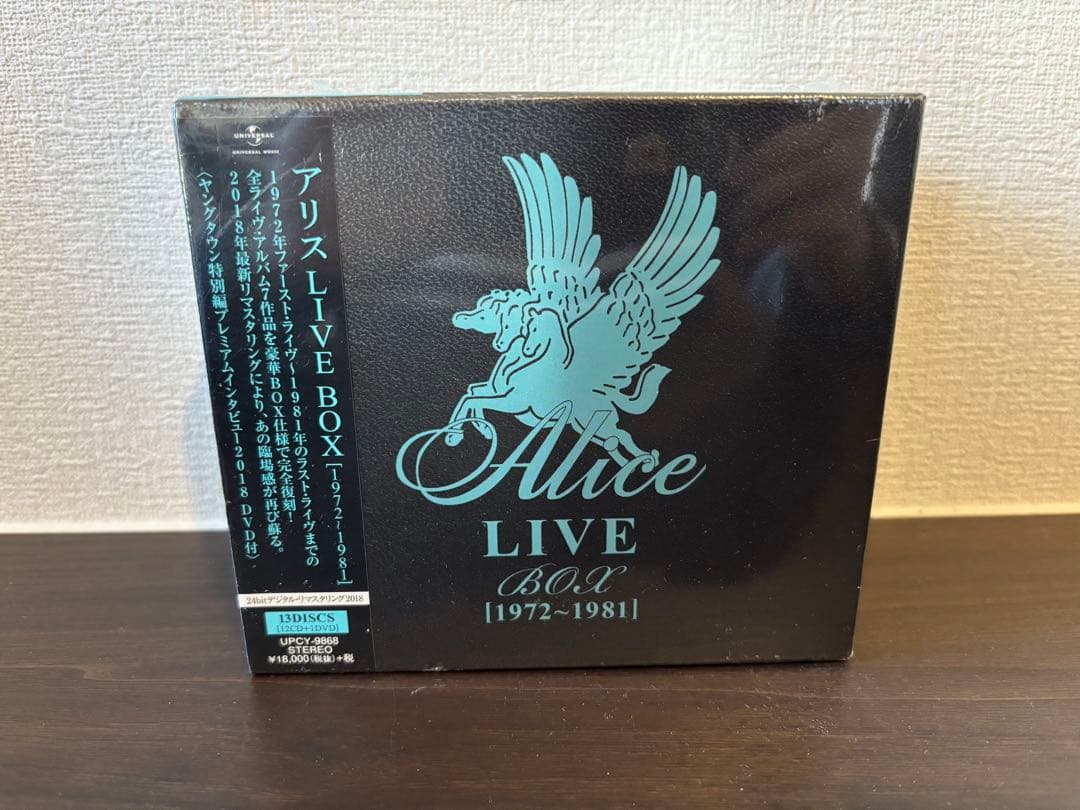 UNIVERSAL
UNIVERSAL MUSIC
アリス LIVE BOX [1972~1981]
1972年ファースト・ライヴ~1981年のラスト・ライヴまでの
全ライヴ・アルバム7作品を豪華BOX仕様で完全復刻!
2018年最新リマスタリングにより、あの臨場感が再び蘇る。
〈ヤングタウン特別編プレミアムインタビュー2018 DVD付〉
24bitデジタル・リマスタリング2018
13DISCS
[12CD+1DVD]
UPCY-9868
STEREO
¥18,000(税抜)+税
Alice
LIVE
BOX
[1972~1981]